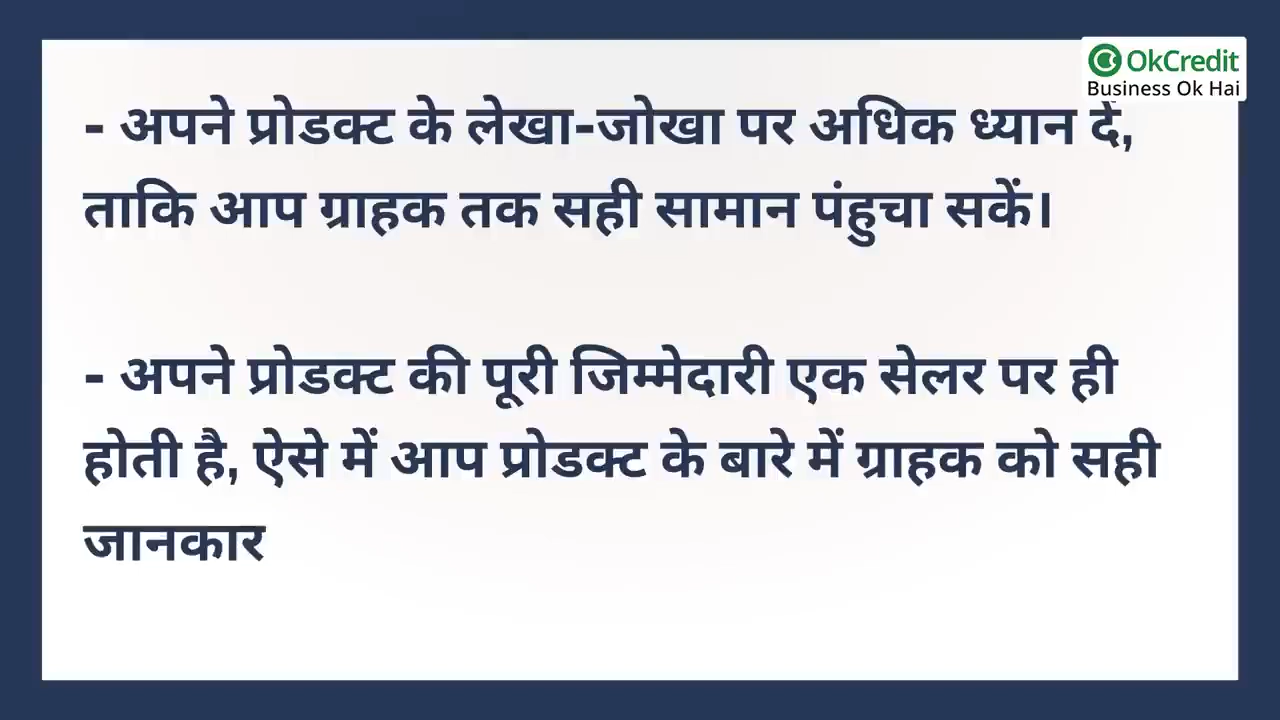 OkCredit
Business Ok Hai
- अपने प्रोडक्ट के लेखा-जोखा पर अधिक ध्यान दें,
ताकि आप ग्राहक तक सही सामान पंहुचा सकें।
- अपने प्रोडक्ट की पूरी जिम्मेदारी एक सेलर पर ही
होती है, ऐसे में आप प्रोडक्ट के बारे में ग्राहक को सही
जानकार